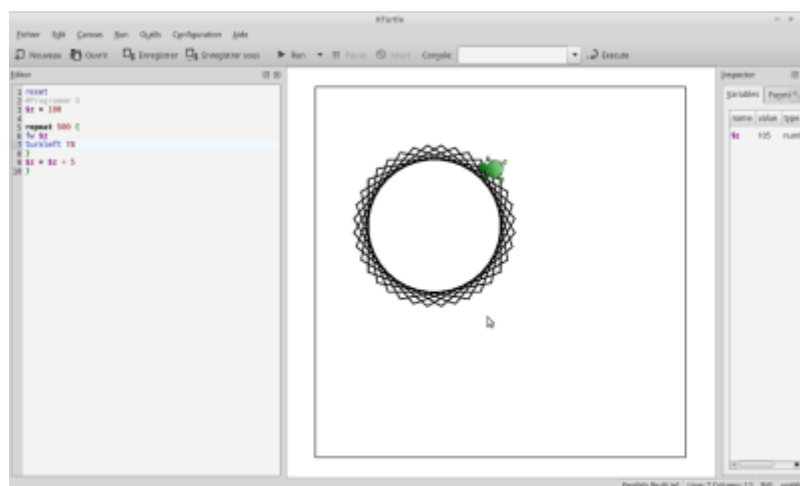 KTurtle
Fichier Edit Canvas Run Outils Configuration Aide
Nouveau Ouvrir Enregistrer Enregistrer sous Run Pause Abort Console: Execute
Editor
Inspector
1 reset
2 #Programme 3
3 $z = 100
4
5 repeat 500 {
6 fw $z
7 turnleft 70
8 }
9 $z = $z + 5
10 }
Variables
name value type
$z 105